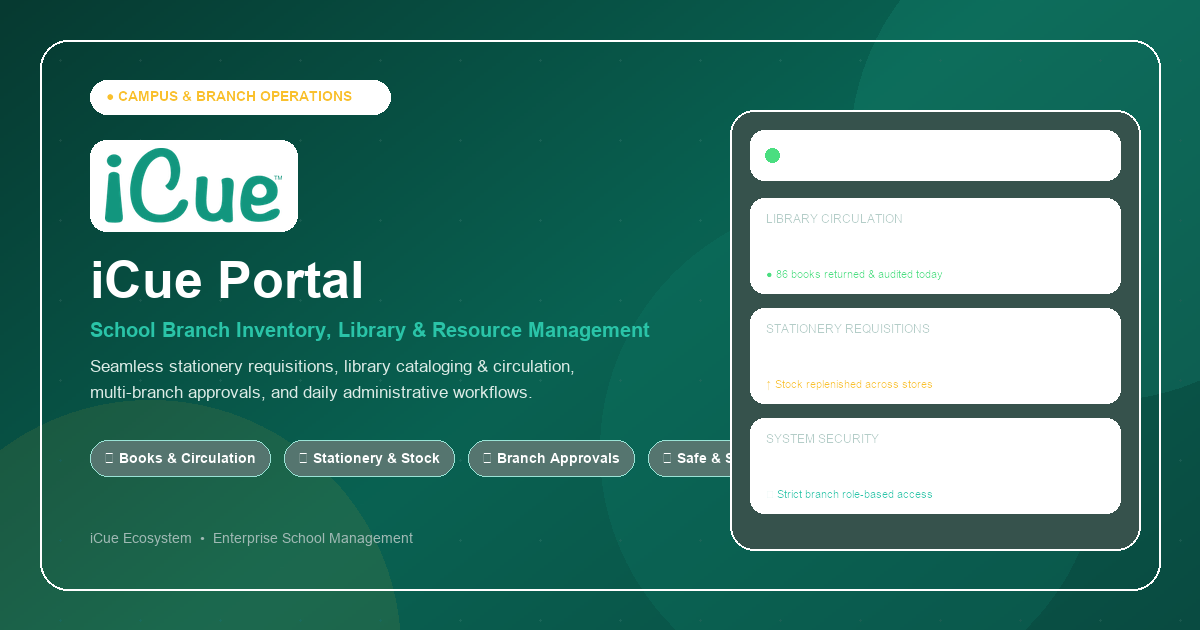 ● CAMPUS & BRANCH OPERATIONS
iCue™
iCue Portal
School Branch Inventory, Library & Resource Management
Seamless stationery requisitions, library cataloging & circulation,
multi-branch approvals, and daily administrative workflows.
Books & Circulation
Stationery & Stock
Branch Approvals
Safe & S
iCue Ecosystem • Enterprise School Management
LIBRARY CIRCULATION
● 86 books returned & audited today
STATIONERY REQUISITIONS
↑ Stock replenished across stores
SYSTEM SECURITY
Strict branch role-based access